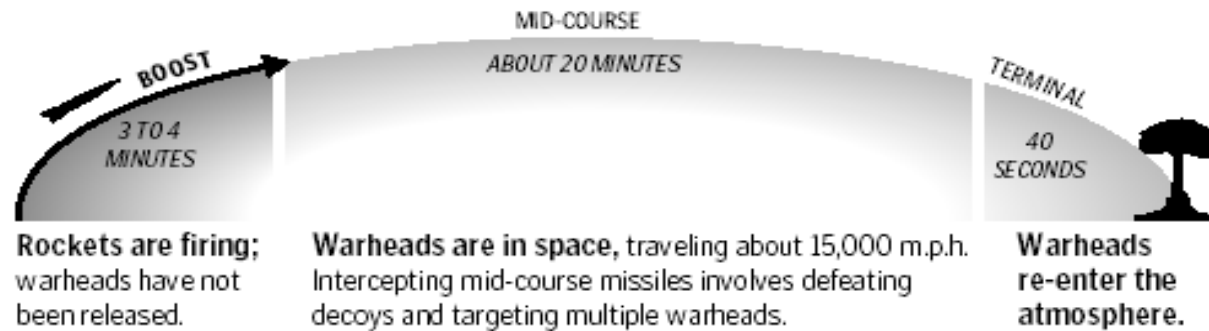 MID-COURSE
BOOST
ABOUT 20 MINUTES
TERMINAL
3 TO 4
MINUTES
40
SECONDS
Rockets are firing;
warheads have not
been released.
Warheads are in space, traveling about 15,000 m.p.h.
Intercepting mid-course missiles involves defeating
decoys and targeting multiple warheads.
Warheads
re-enter the
atmosphere.